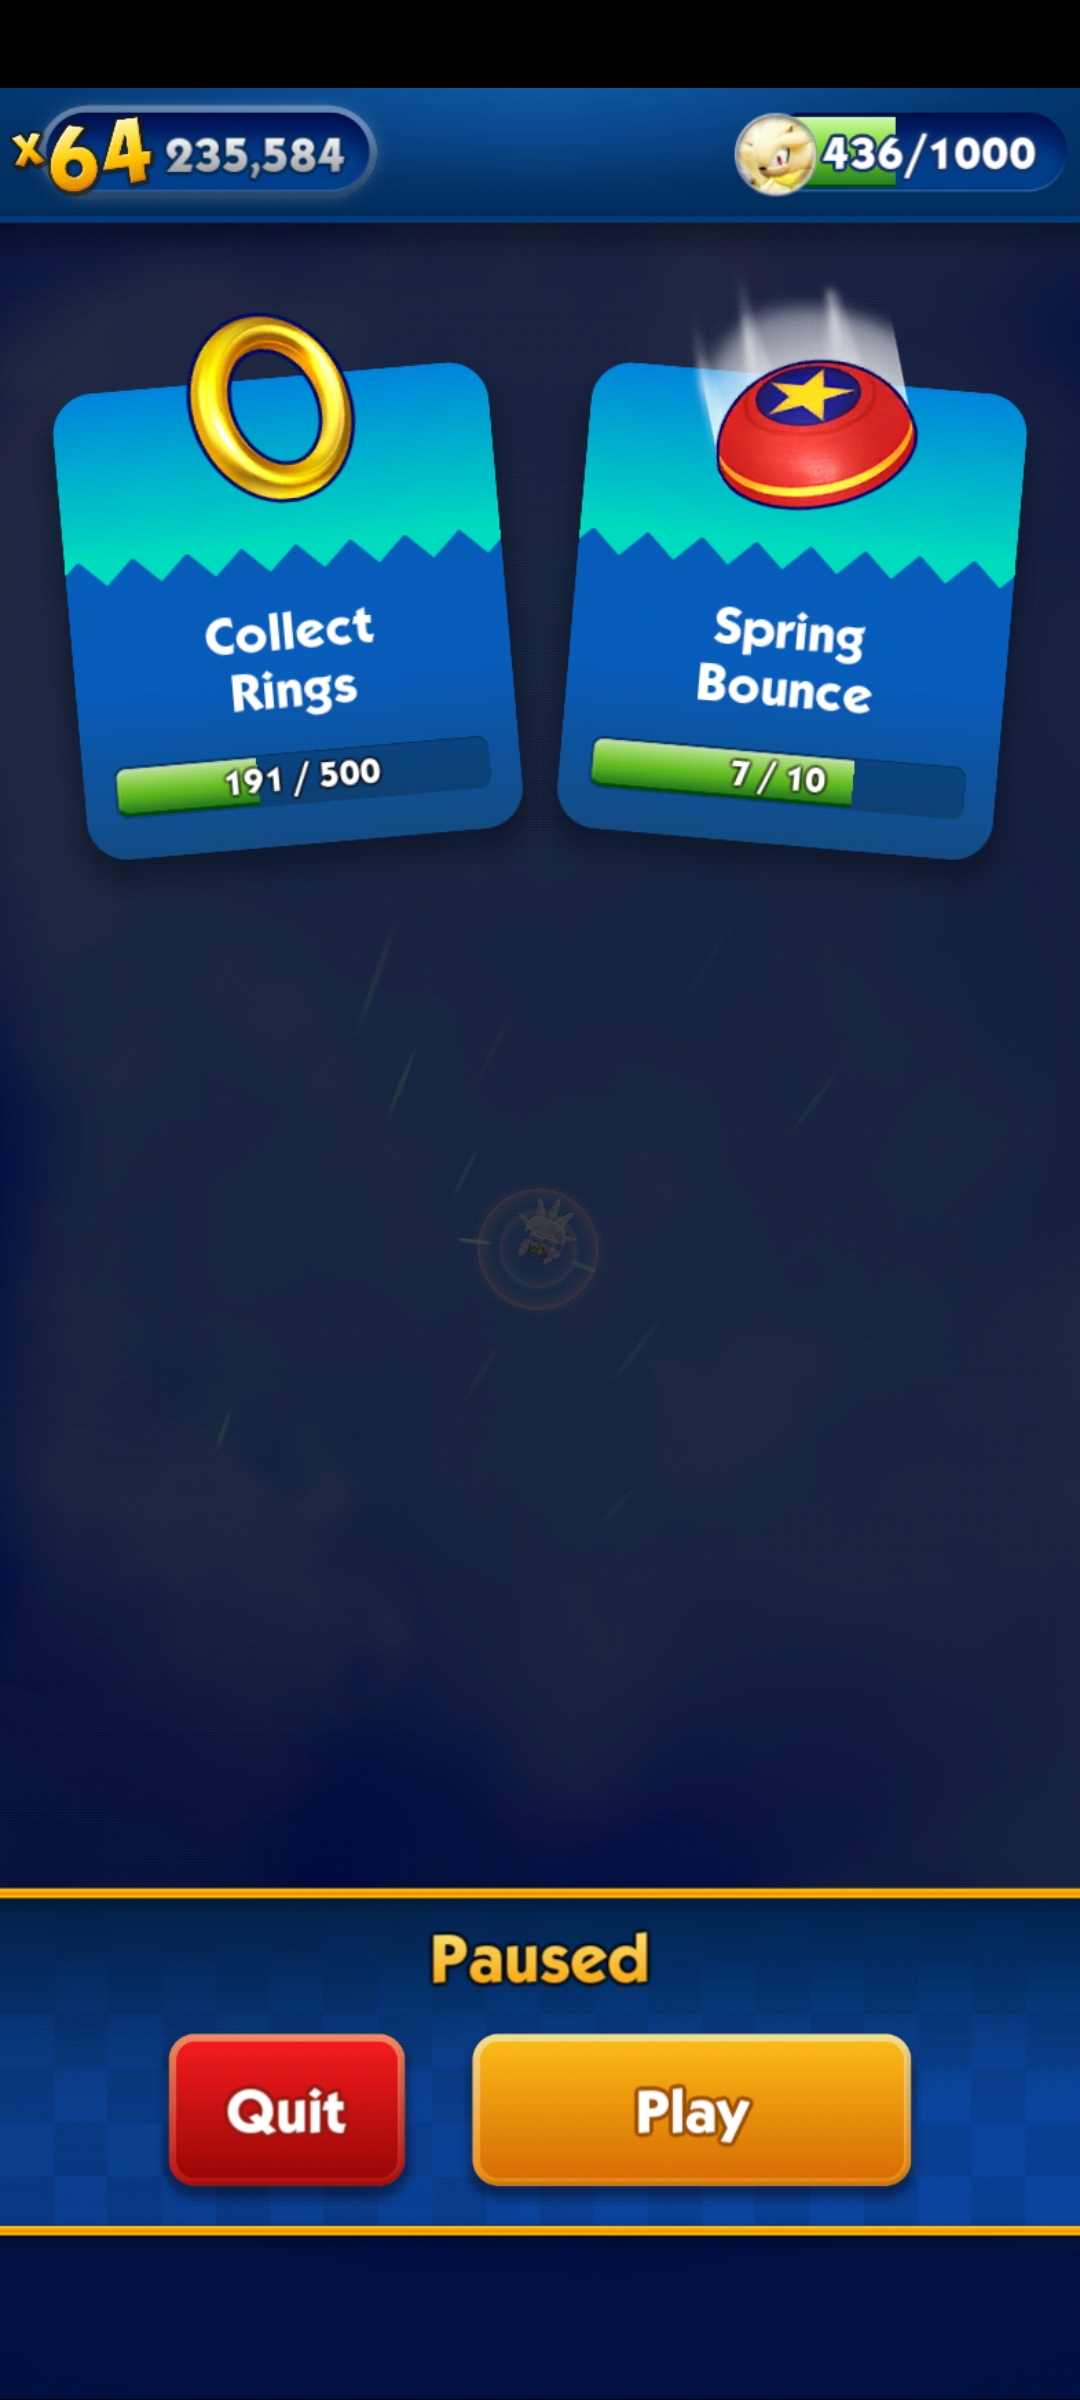 x64 235,584
436/1000
Collect
Rings
191 / 500
Spring
Bounce
7 / 10
Paused
Quit
Play